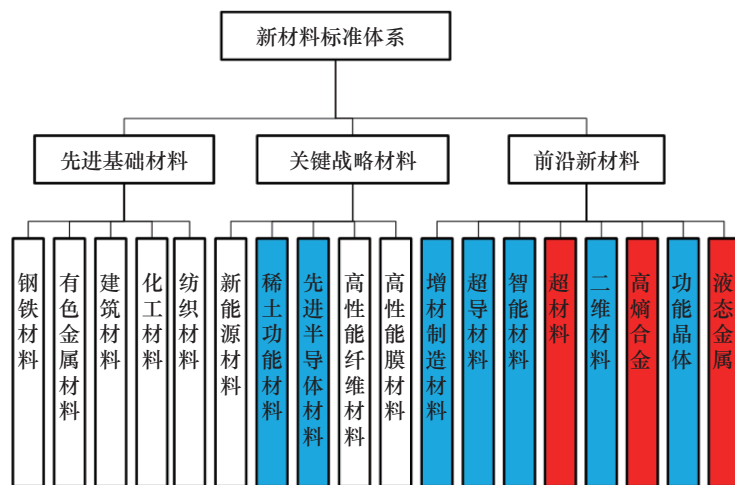 新材料标准体系
先进基础材料
关键战略材料
前沿新材料
钢铁材料
有色金属材料
建筑材料
化工材料
纺织材料
新能源材料
稀土功能材料
先进半导体材料
高性能纤维材料
高性能膜材料
增材制造材料
超导材料
智能材料
超材料
二维材料
高熵合金
功能晶体
液态金属